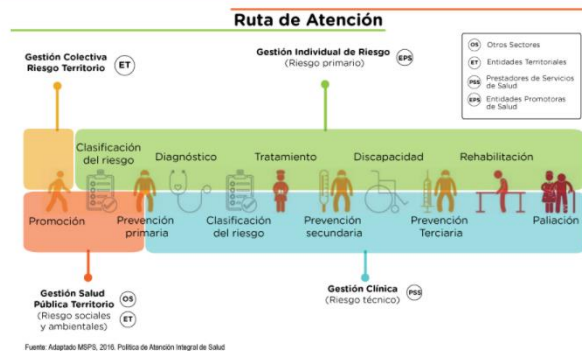 Ruta de Atención
Gestión Colectiva
Riesgo Territorio
ET
Gestión Individual de Riesgo
(Riesgo primario)
EPS
OS Otros Sectores
ET Entidades Territoriales
PSS Prestadores de Servicios
de Salud
EPS Entidades Promotoras
de Salud
Clasificación
del riesgo
Diagnóstico
Tratamiento
Discapacidad
Rehabilitación
Promoción
Prevención
primaria
Clasificación
del riesgo
Prevención
secundaria
Prevención
Terciaria
Paliación
Gestión Salud
Pública Territorio
(Riesgo sociales
y ambientales)
OS
ET
Gestión Clínica
(Riesgo técnico)
PSS
Fuente: Adaptado MSPS, 2016. Política de Atención Integral de Salud